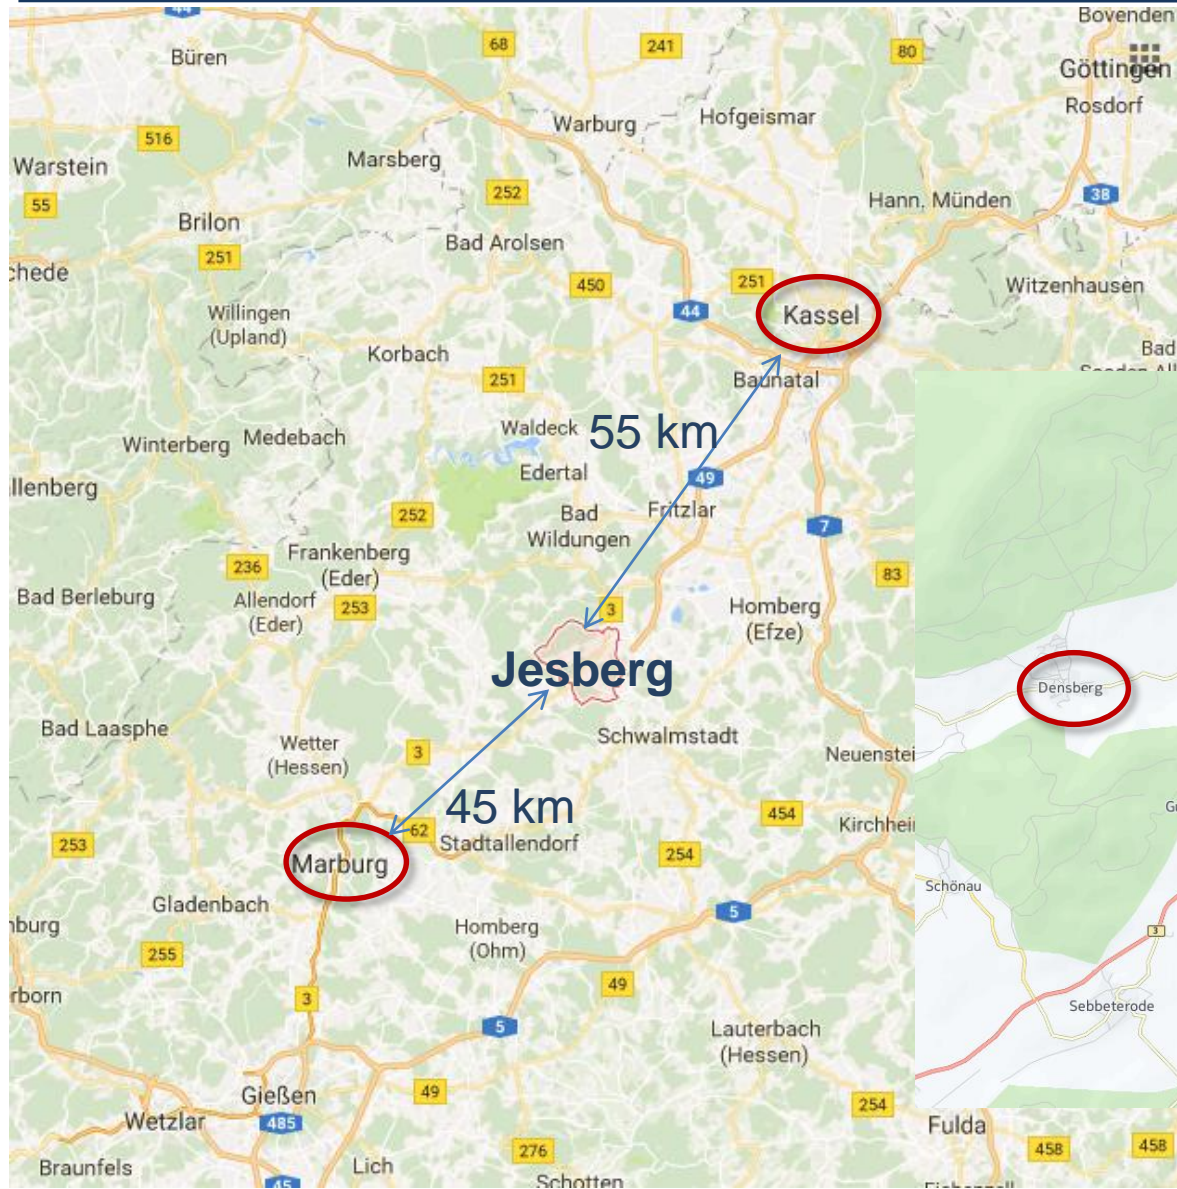 44
Bovenden
Büren
68
241
80
Göttingen
Rosdorf
Warburg
Hofgeismar
516
Marsberg
Warstein
55
252
Hann. Münden
38
Brilon
251
Bad Arolsen
chede
450
251
Witzenhausen
Willingen
(Upland)
44
Kassel
Korbach
Bad
251
Baunatal
Waldeck
55 km
Winterberg
Medebach
Edertal
49
llenberg
252
Bad
Wildungen
Fritzlar
7
Frankenberg
(Eder)
236
83
Bad Berleburg
Allendorf
(Eder)
253
3
Homberg
(Efze)
Jesberg
Densberg
Bad Laasphe
Wetter
(Hessen)
3
Schwalmstadt
Neuenstei
45 km
62
454
Kirchhei
253
Stadtallendorf
254
Marburg
Schönau
Gladenbach
5
nburg
Homberg
(Ohm)
3
255
49
rborn
3
Sebbeterode
5
Lauterbach
(Hessen)
Gießen
49
254
Wetzlar
485
Fulda
276
458
458
Braunfels
Lich
45
Schotten